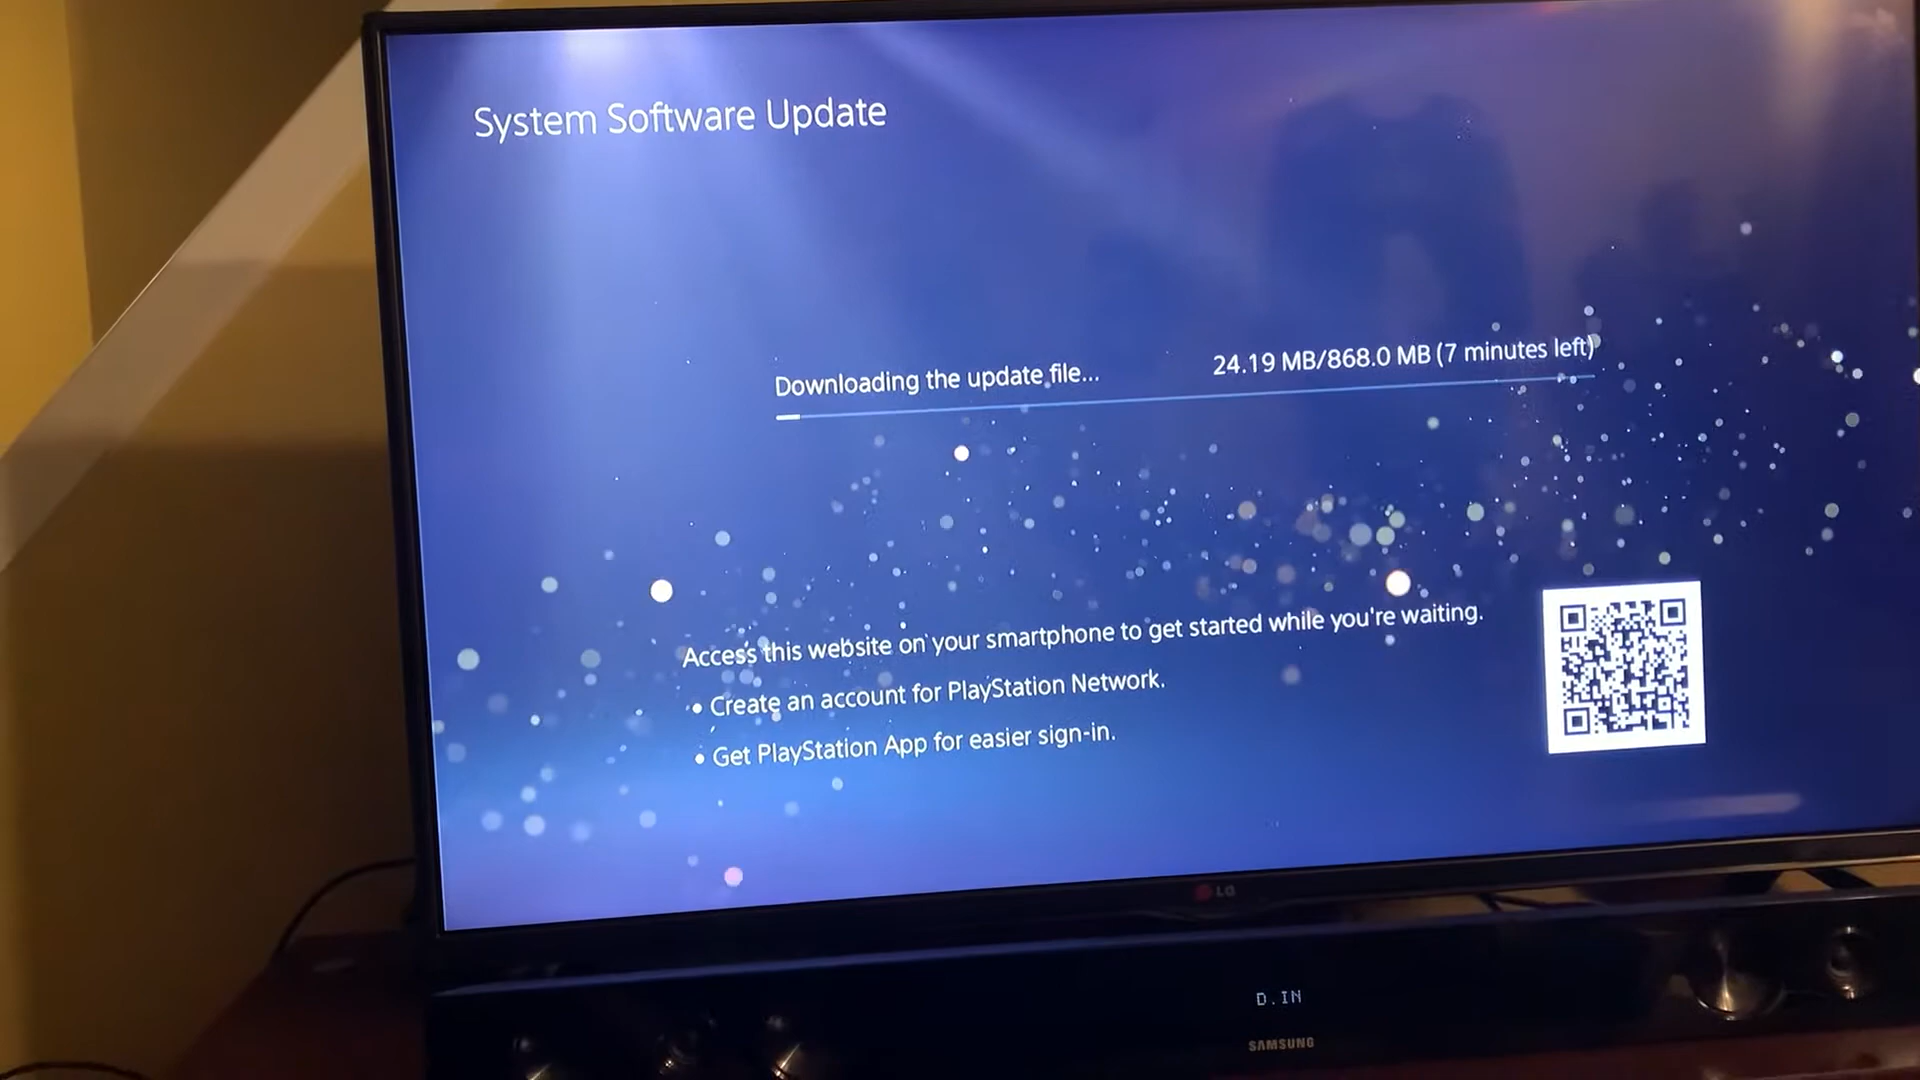 System Software Update
Downloading the update file... 24.19 MB/868.0 MB (7 minutes left)
Access this website on your smartphone to get started while you're waiting.
• Create an account for PlayStation Network.
• Get PlayStation App for easier sign-in.
LG
D.IN
SAMSUNG